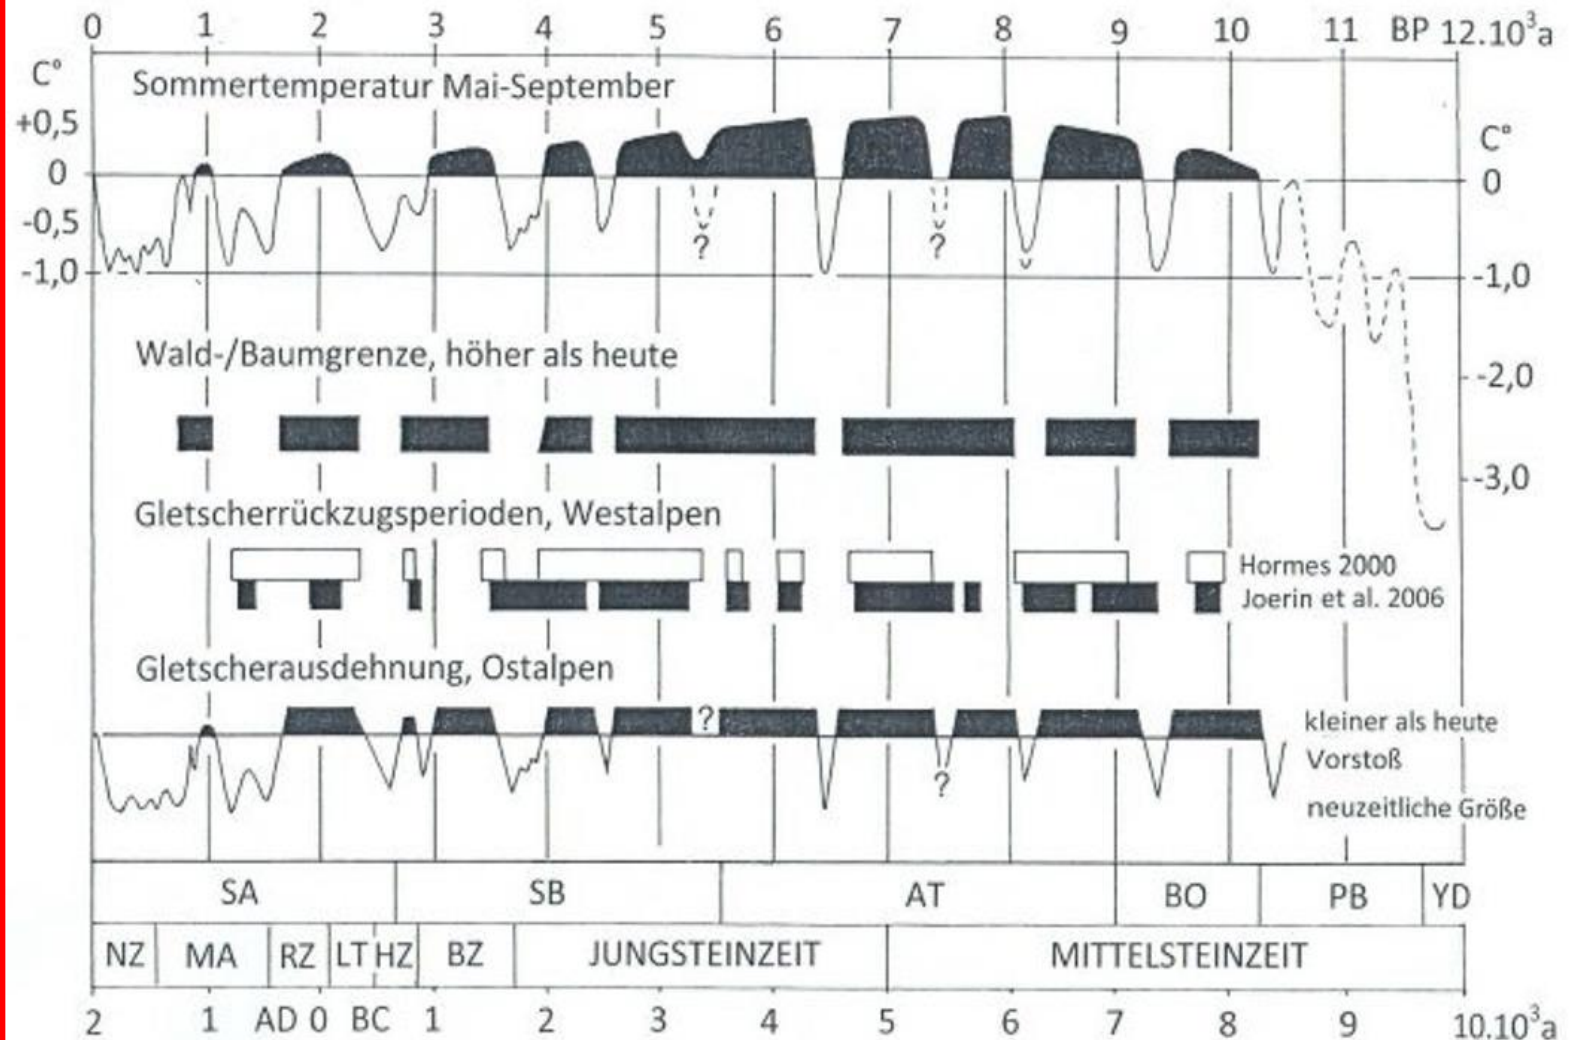 0 1 2 3 4 5 6 7 8 9 10 11 BP 12.10³a
C°
Sommertemperatur Mai-September
+0,5
C°
0 0
-0,5
? ?
-1,0 -1,0
Wald-/Baumgrenze, höher als heute
-2,0
-3,0
Gletscherrückzugsperioden, Westalpen
Hormes 2000
Joerin et al. 2006
Gletscherausdehnung, Ostalpen
? kleiner als heute
Vorstoß
?
neuzeitliche Größe
SA SB AT BO PB YD
NZ MA RZ LT HZ BZ JUNGSTEINZEIT MITTELSTEINZEIT
2 1 AD 0 BC 1 2 3 4 5 6 7 8 9 10.10³a